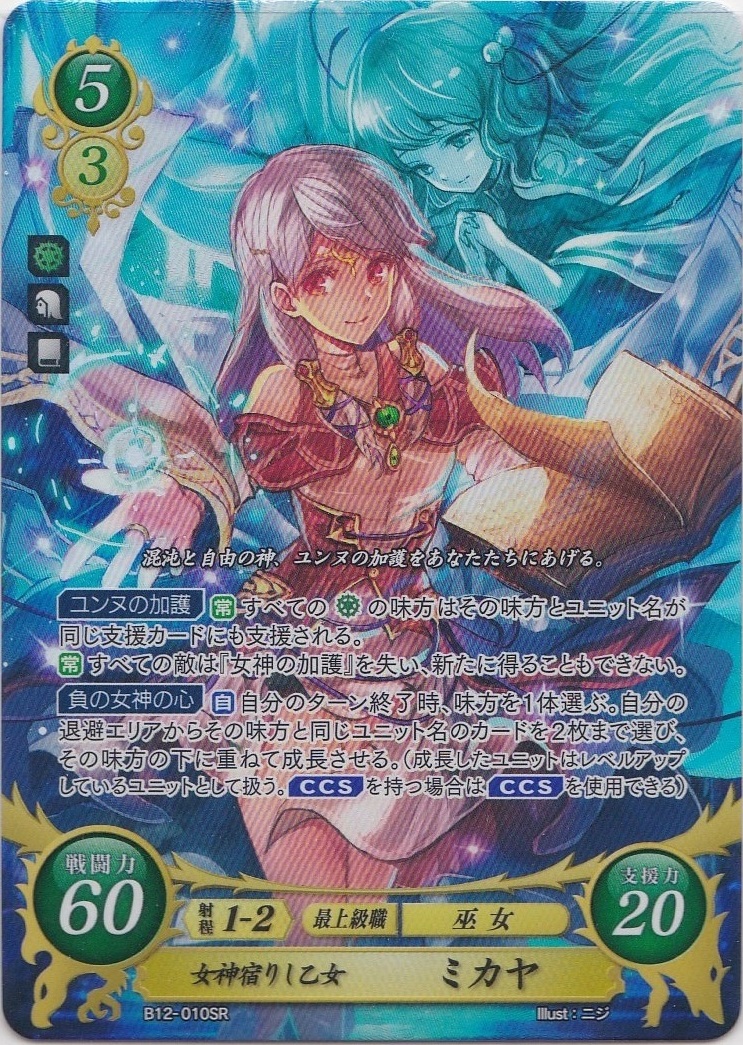 5
3
混沌と自由の神、ユンヌの加護をあなたたちにあげる。
ユンヌの加護 常 すべての の味方はその味方とユニット名が
同じ支援カードにも支援される。
常 すべての敵は『女神の加護』を失い、新たに得ることもできない。
負の女神の心 自 自分のターン終了時、味方を1体選ぶ。自分の
退避エリアからその味方と同じユニット名のカードを2枚まで選び、
その味方の下に重ねて成長させる。(成長したユニットはレベルアップ
しているユニットとして扱う。CCSを持つ場合はCCSを使用できる)
戦闘力
60
射程 1-2 最上級職 巫女
支援力
20
女神宿りし乙女 ミカヤ
B12-010SR Illust:ニジ